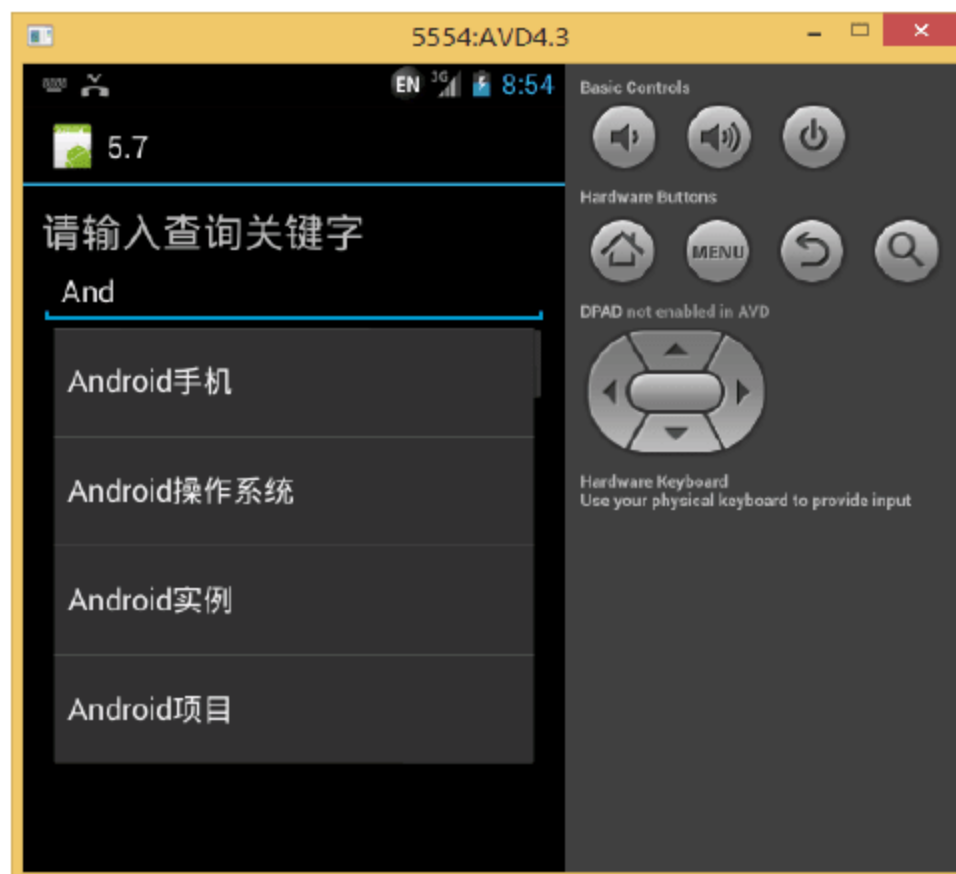 5554:AVD4.3
EN 3G 8:54
5.7
请输入查询关键字
And
Android手机
Android操作系统
Android实例
Android项目
Basic Controls
Hardware Buttons
MENU
DPAD not enabled in AVD
Hardware Keyboard
Use your physical keyboard to provide input